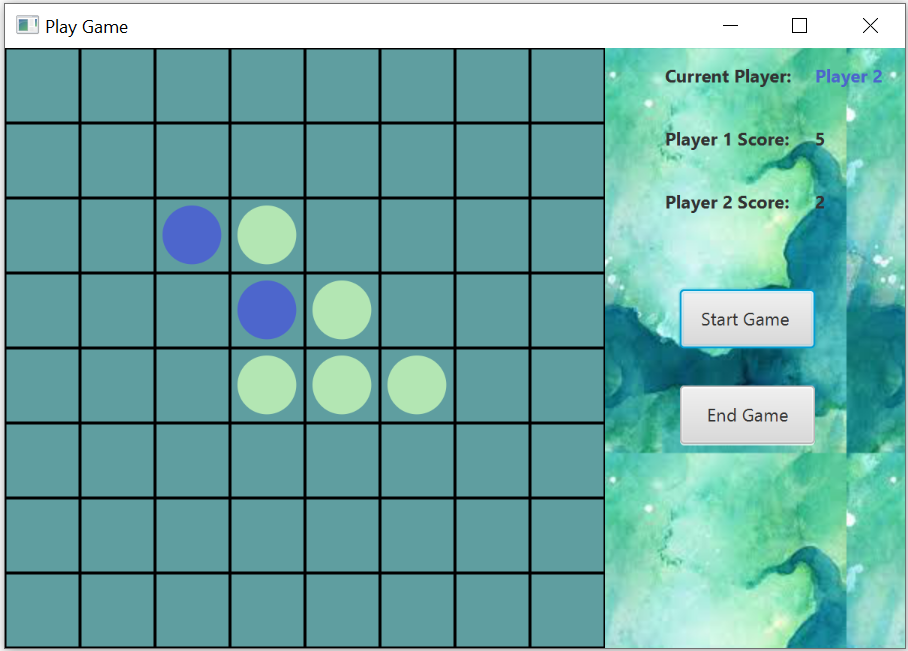 Play Game
Current Player: Player 2
Player 1 Score: 5
Player 2 Score: 2
Start Game
End Game